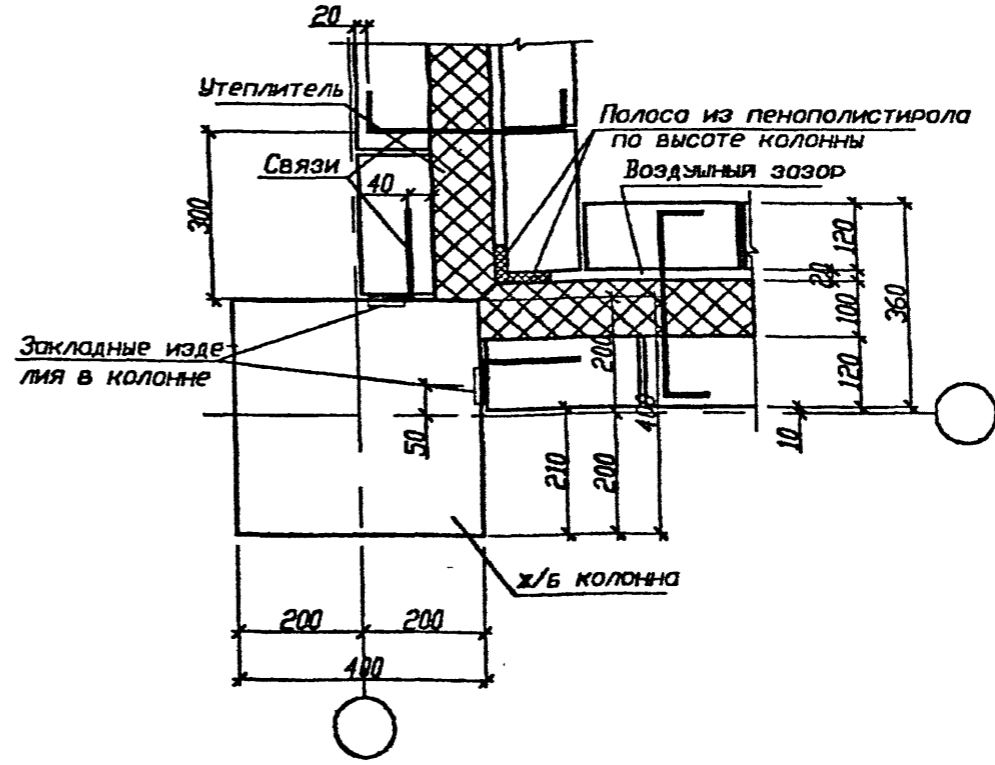 20
Утеплитель
Полоса из пенополистирола
по высоте колонны
Связи
Воздушный зазор
40
300
120
20
100
360
120
Закладные изде-
лия в колонне
200
400
50
10
210
200
ж/б колонна
200
200
400